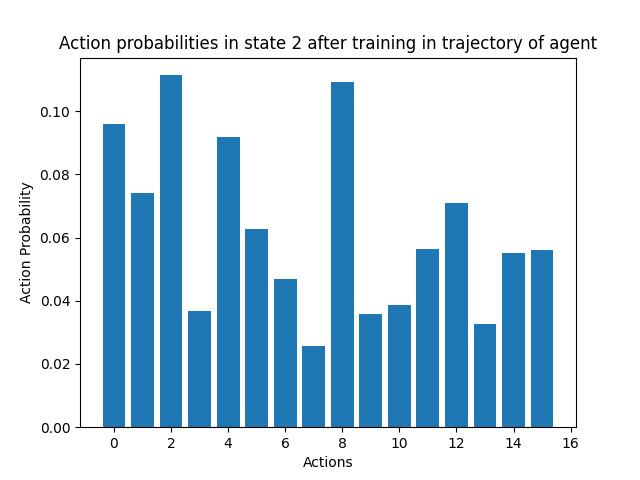 Action probabilities in state 2 after training in trajectory of agent
0.10
0.08
0.06
0.04
0.02
0.00
Action Probability
0 2 4 6 8 10 12 14 16
Actions